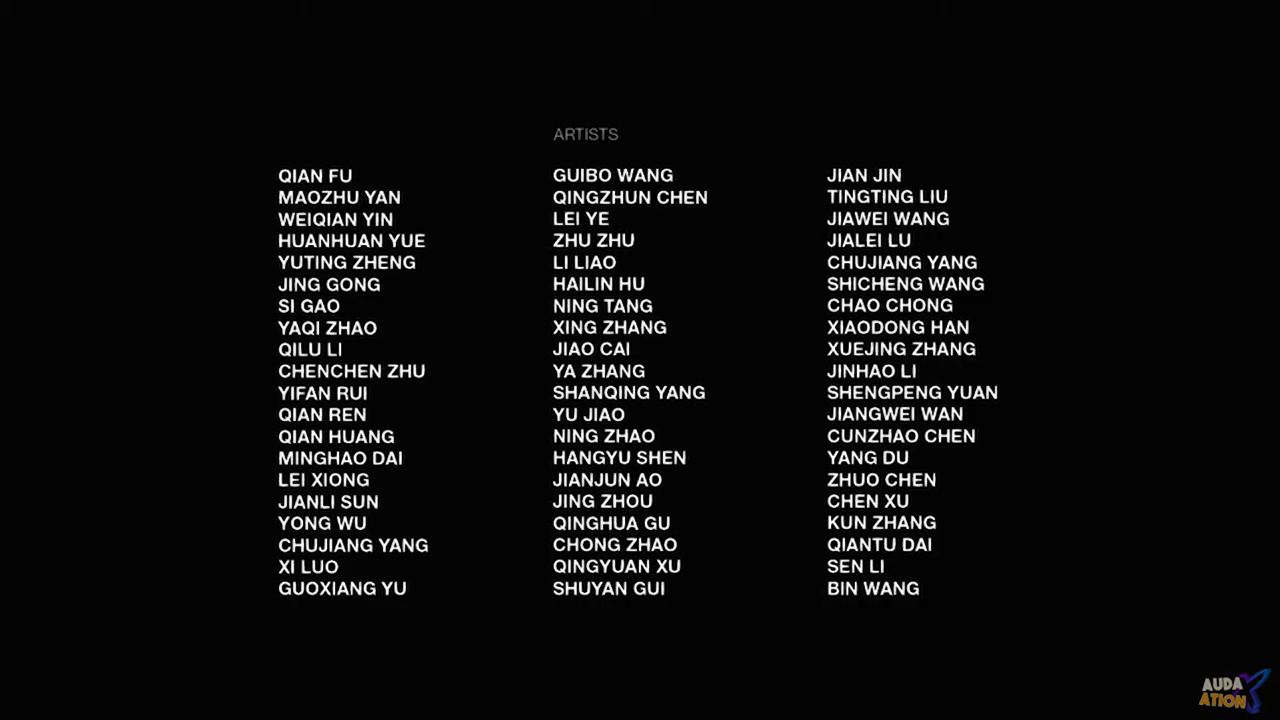 ARTISTS
QIAN FU
MAOZHU YAN
WEIQIAN YIN
HUANHUAN YUE
YUTING ZHENG
JING GONG
SI GAO
YAQI ZHAO
QILU LI
CHENCHEN ZHU
YIFAN RUI
QIAN REN
QIAN HUANG
MINGHAO DAI
LEI XIONG
JIANLI SUN
YONG WU
CHUJIANG YANG
XI LUO
GUOXIANG YU
GUIBO WANG
QINGZHUN CHEN
LEI YE
ZHU ZHU
LI LIAO
HAILIN HU
NING TANG
XING ZHANG
JIAO CAI
YA ZHANG
SHANQING YANG
YU JIAO
NING ZHAO
HANGYU SHEN
JIANJUN AO
JING ZHOU
QINGHUA GU
CHONG ZHAO
QINGYUAN XU
SHUYAN GUI
JIAN JIN
TINGTING LIU
JIAWEI WANG
JIALEI LU
CHUJIANG YANG
SHICHENG WANG
CHAO CHONG
XIAODONG HAN
XUEJING ZHANG
JINHAO LI
SHENGPENG YUAN
JIANGWEI WAN
CUNZHAO CHEN
YANG DU
ZHUO CHEN
CHEN XU
KUN ZHANG
QIANTU DAI
SEN LI
BIN WANG
AUDA
ATION